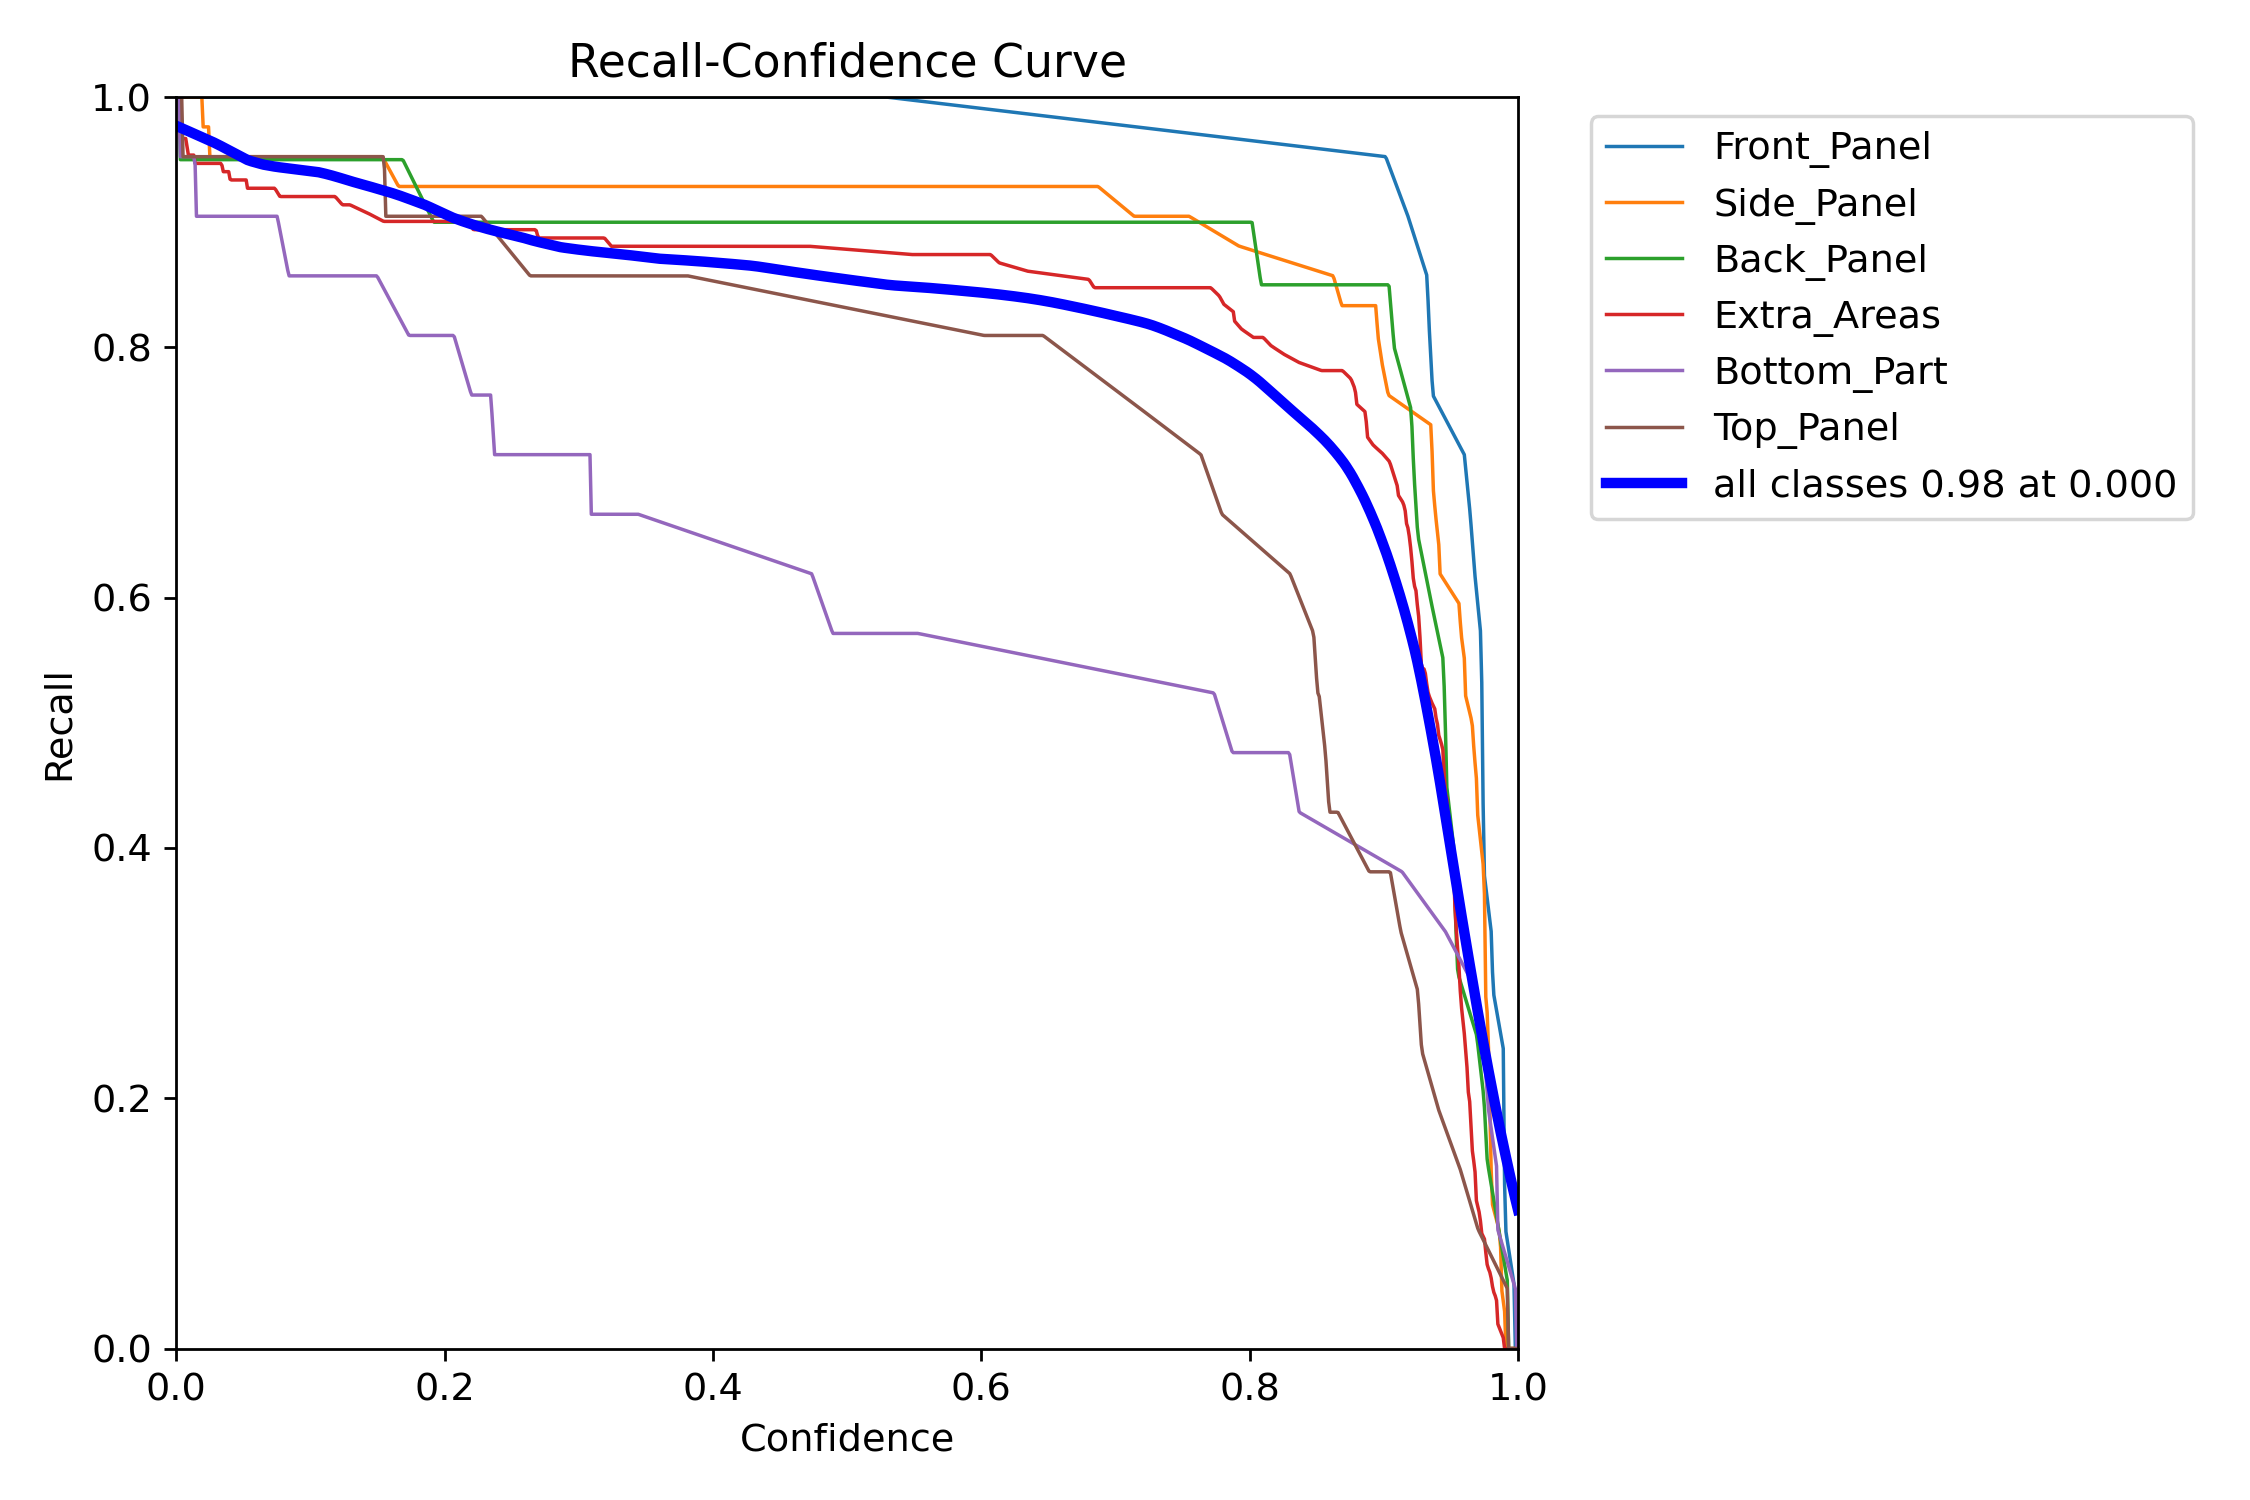 Recall-Confidence Curve
1.0
0.8
0.6
0.4
0.2
0.0
Recall
0.0
0.2
0.4
0.6
0.8
1.0
Confidence
Front_Panel
Side_Panel
Back_Panel
Extra_Areas
Bottom_Part
Top_Panel
all classes 0.98 at 0.000